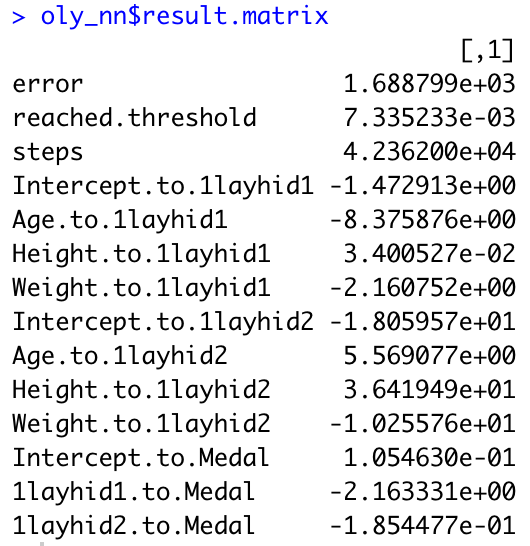 > oly_nn$result.matrix
[,1]
error 1.688799e+03
reached.threshold 7.335233e-03
steps 4.236200e+04
Intercept.to.1layhid1 -1.472913e+00
Age.to.1layhid1 -8.375876e+00
Height.to.1layhid1 3.400527e-02
Weight.to.1layhid1 -2.160752e+00
Intercept.to.1layhid2 -1.805957e+01
Age.to.1layhid2 5.569077e+00
Height.to.1layhid2 3.641949e+01
Weight.to.1layhid2 -1.025576e+01
Intercept.to.Medal 1.054630e-01
1layhid1.to.Medal -2.163331e+00
1layhid2.to.Medal -1.854477e-01